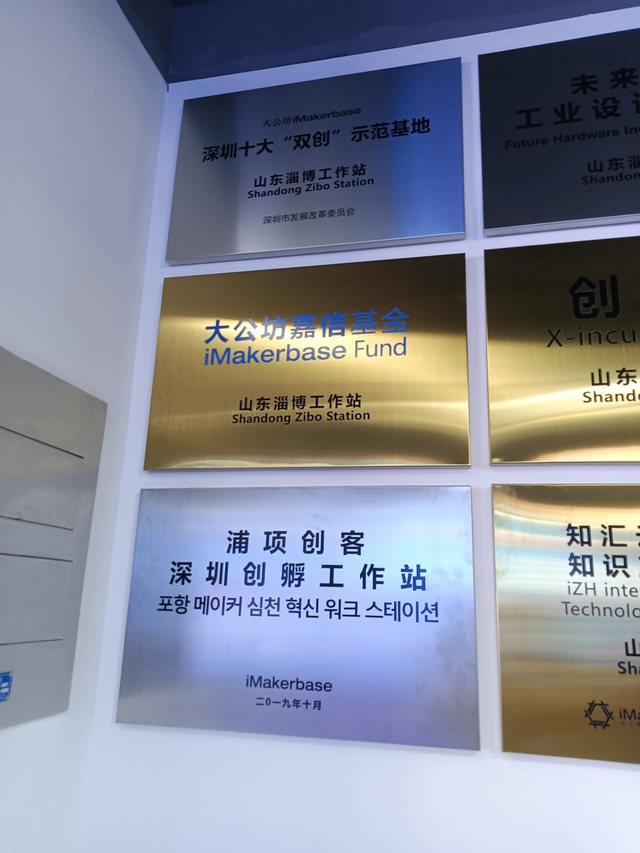 大公坊iMakerbase
深圳十大“双创”示范基地
山东淄博工作站
Shandong Zibo Station
深圳市发展改革委员会
未来
工业设
Future Hardware In
山东
Shandon
大公坊嘉信基金
iMakerbase Fund
山东淄博工作站
Shandong Zibo Station
创
X-incu
山东
Shando
浦项创客
深圳创孵工作站
포항 메이커 심천 혁신 워크 스테이션
iMakerbase
二〇一九年十月
知汇
知识
iZH inte
Technolo
山
Sha
iMa